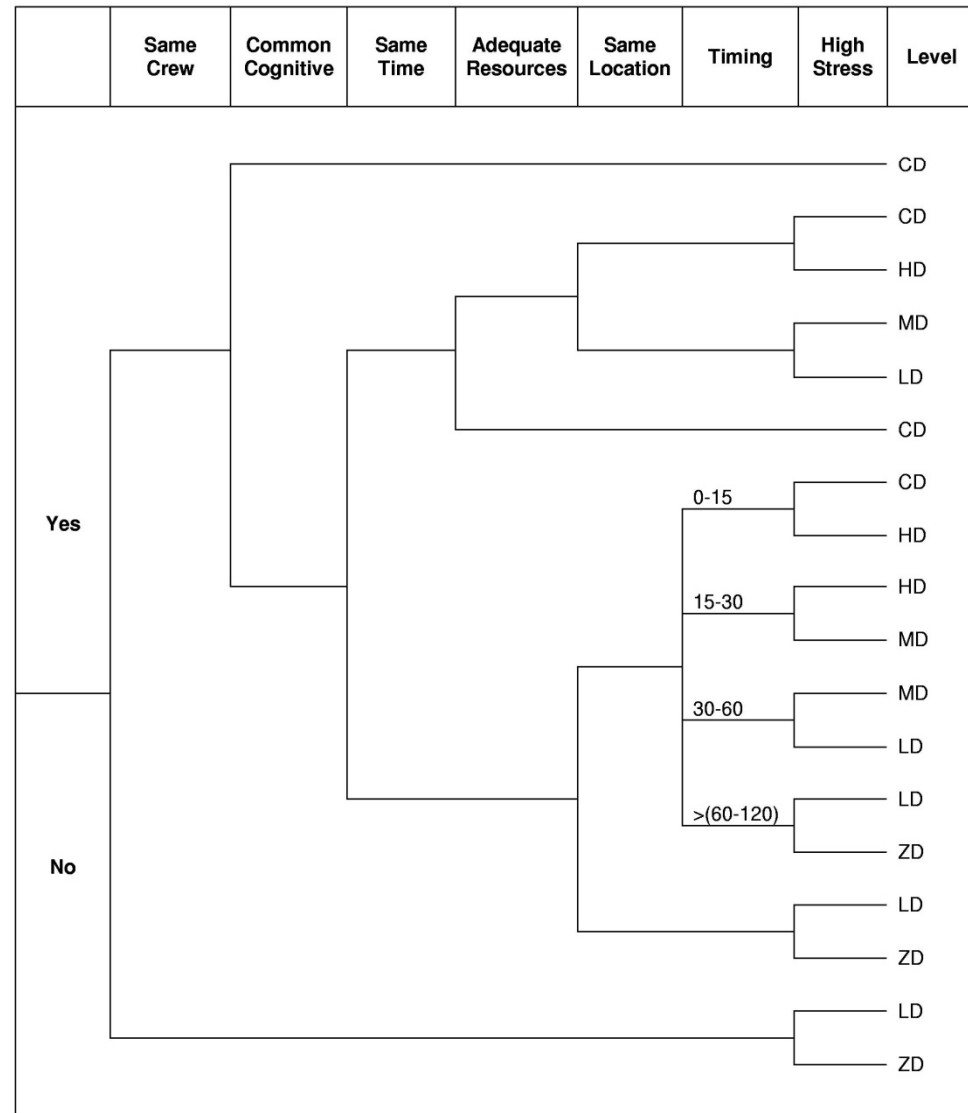 Same Crew
Common Cognitive
Same Time
Adequate Resources
Same Location
Timing
High Stress
Level
CD
CD
HD
MD
LD
CD
0-15
CD
Yes
HD
HD
15-30
MD
MD
30-60
LD
LD
>(60-120)
No
ZD
LD
ZD
LD
ZD